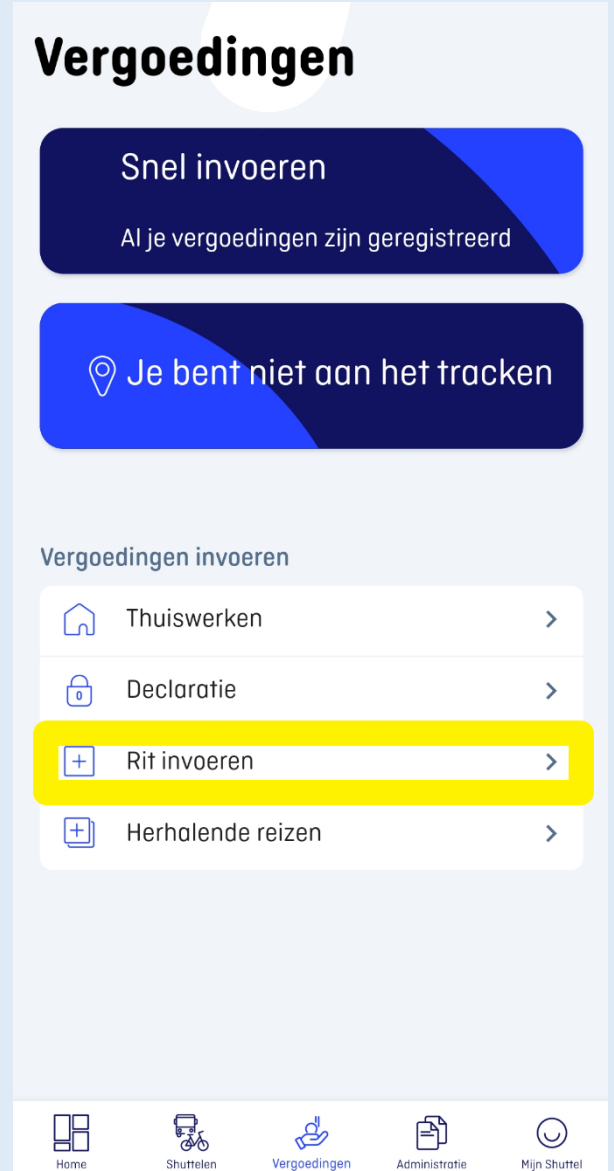 Vergoedingen
Snel invoeren
Al je vergoedingen zijn geregistreerd
Je bent niet aan het tracken
Vergoedingen invoeren
Thuiswerken
Declaratie
Rit invoeren
Herhalende reizen
Home
Shuttelen
Vergoedingen
Administratie
Mijn Shuttel